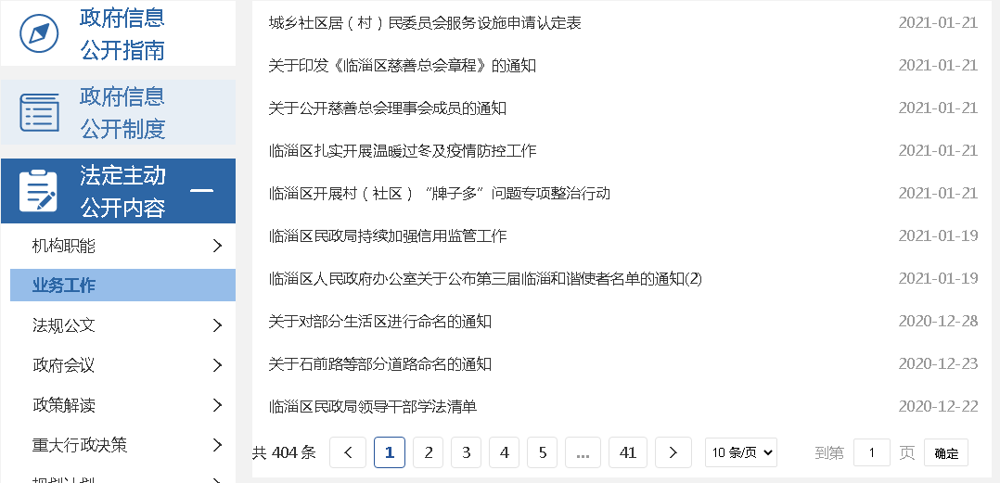 政府信息
公开指南
政府信息
公开制度
法定主动
公开内容
机构职能
业务工作
法规公文
政府会议
政策解读
重大行政决策
规划计划
城乡社区居（村）民委员会服务设施申请认定表 2021-01-21
关于印发《临淄区慈善总会章程》的通知 2021-01-21
关于公开慈善总会理事会成员的通知 2021-01-21
临淄区扎实开展温暖过冬及疫情防控工作 2021-01-21
临淄区开展村（社区）“牌子多”问题专项整治行动 2021-01-21
临淄区民政局持续加强信用监管工作 2021-01-19
临淄区人民政府办公室关于公布第三届临淄和谐使者名单的通知(2) 2021-01-19
关于对部分生活区进行命名的通知 2020-12-28
关于石前路等部分道路命名的通知 2020-12-23
临淄区民政局领导干部学法清单 2020-12-22
共 404 条 1 2 3 4 5 ... 41 10 条/页 到第 1 页 确定